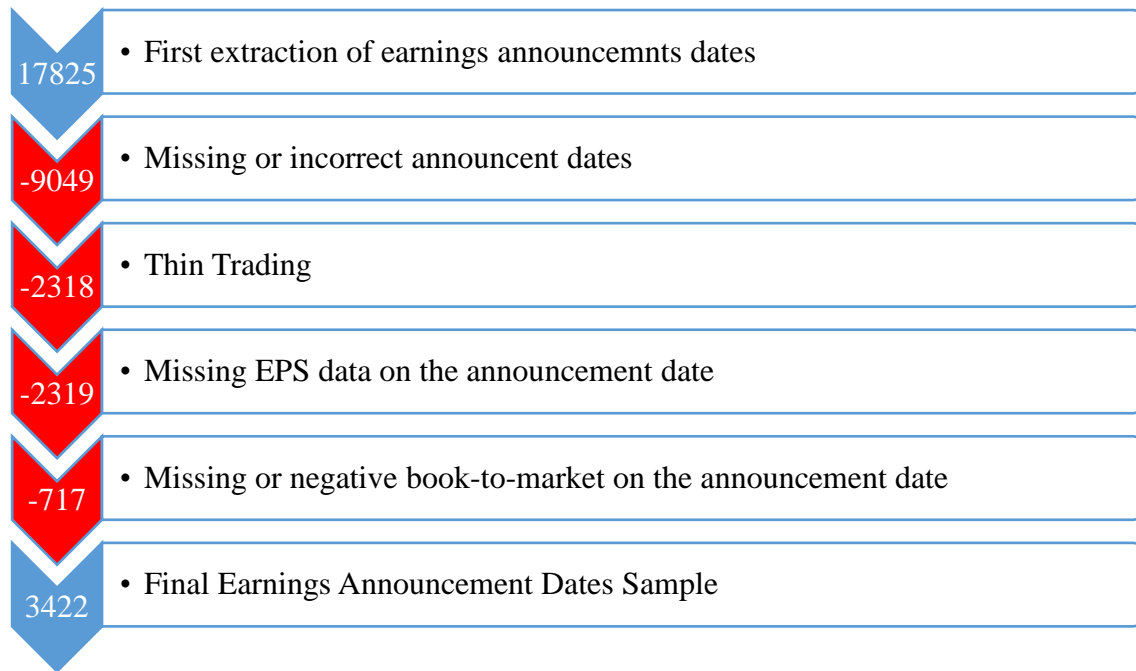 17825
• First extraction of earnings announcemnts dates
-9049
• Missing or incorrect announcent dates
-2318
• Thin Trading
-2319
• Missing EPS data on the announcement date
-717
• Missing or negative book-to-market on the announcement date
3422
• Final Earnings Announcement Dates Sample